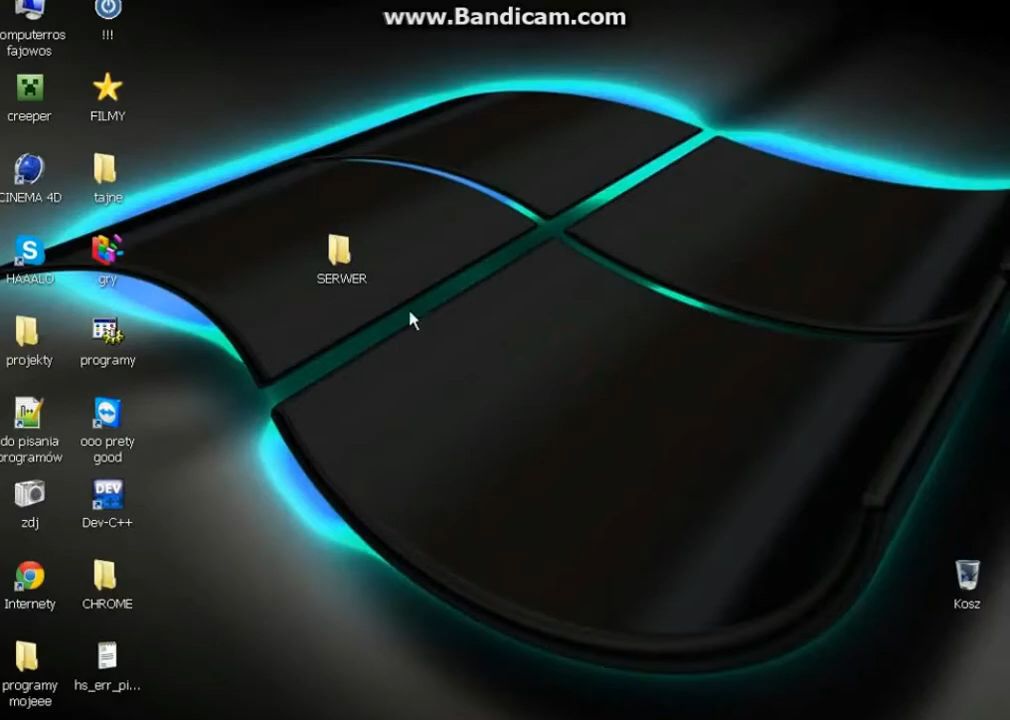 www.Bandicam.com
omputerros
fajowos
!!!
creeper
FILMY
CINEMA 4D
tajne
HAAALO
gry
SERWER
projekty
programy
do pisania
programów
ooo prety
good
zdj
Dev-C++
DEV
Internety
CHROME
Kosz
programy
mojeee
hs_err_pi...